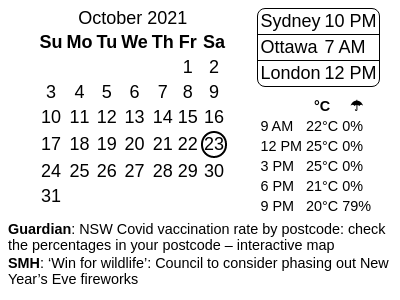 October 2021
Su Mo Tu We Th Fr Sa
1 2
3 4 5 6 7 8 9
10 11 12 13 14 15 16
17 18 19 20 21 22 23
24 25 26 27 28 29 30
31
Sydney 10 PM
Ottawa 7 AM
London 12 PM
°C ☂
9 AM 22°C 0%
12 PM 25°C 0%
3 PM 25°C 0%
6 PM 21°C 0%
9 PM 20°C 79%
Guardian: NSW Covid vaccination rate by postcode: check
the percentages in your postcode – interactive map
SMH: ‘Win for wildlife’: Council to consider phasing out New
Year’s Eve fireworks